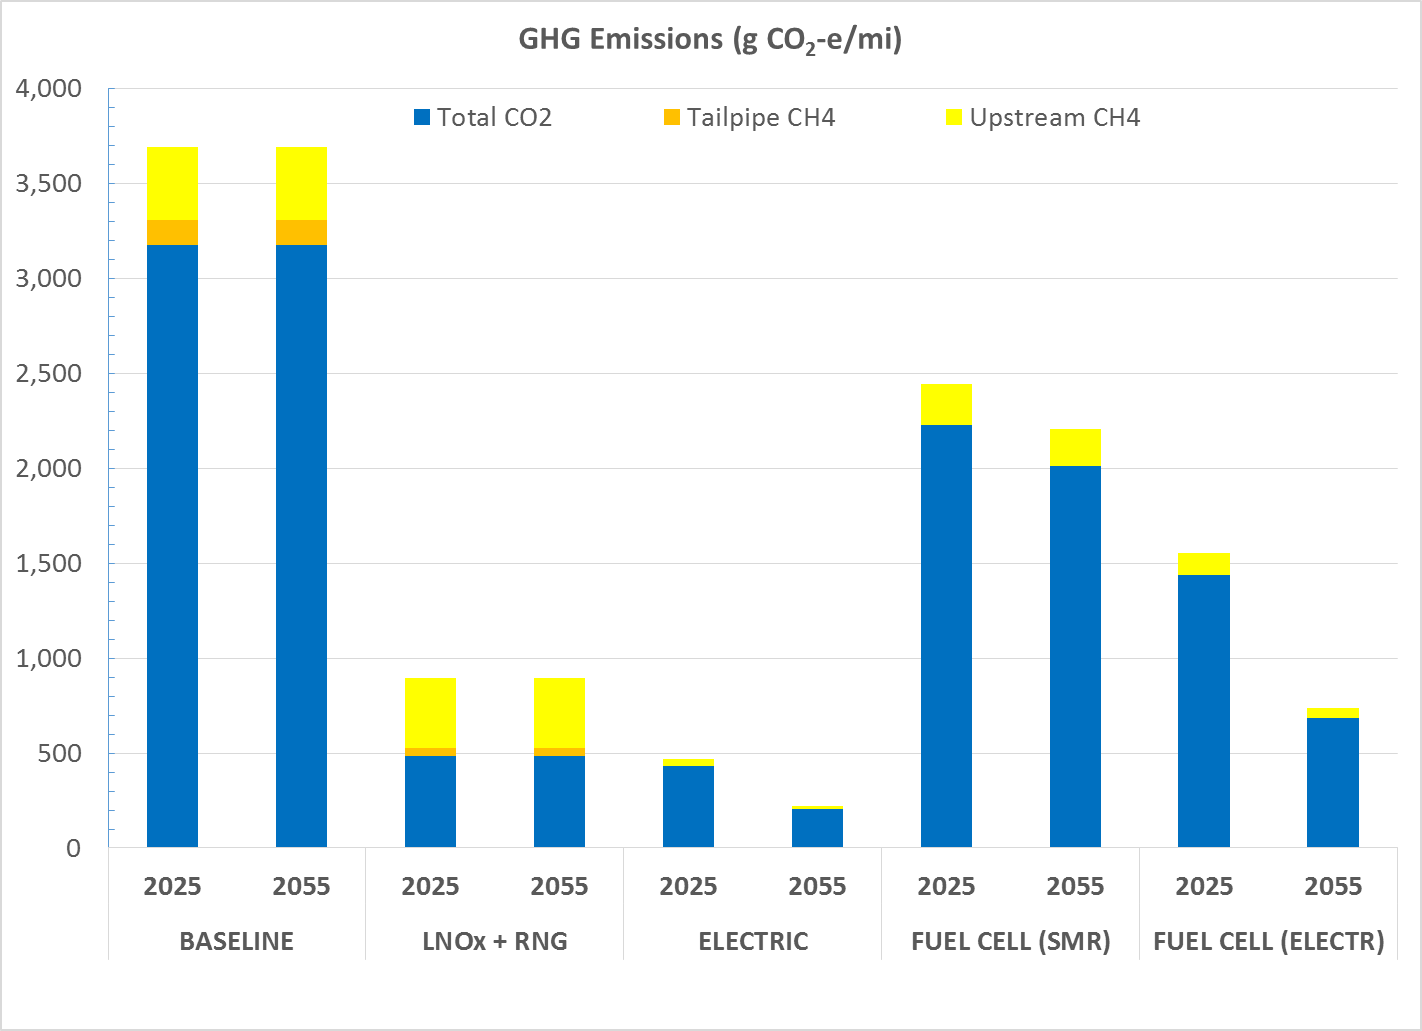 GHG Emissions (g CO₂-e/mi)
4,000
Total CO2 Tailpipe CH4 Upstream CH4
3,500
3,000
2,500
2,000
1,500
1,000
500
0
2025 2055 2025 2055 2025 2055 2025 2055 2025 2055
BASELINE LNOx + RNG ELECTRIC FUEL CELL (SMR) FUEL CELL (ELECTR)